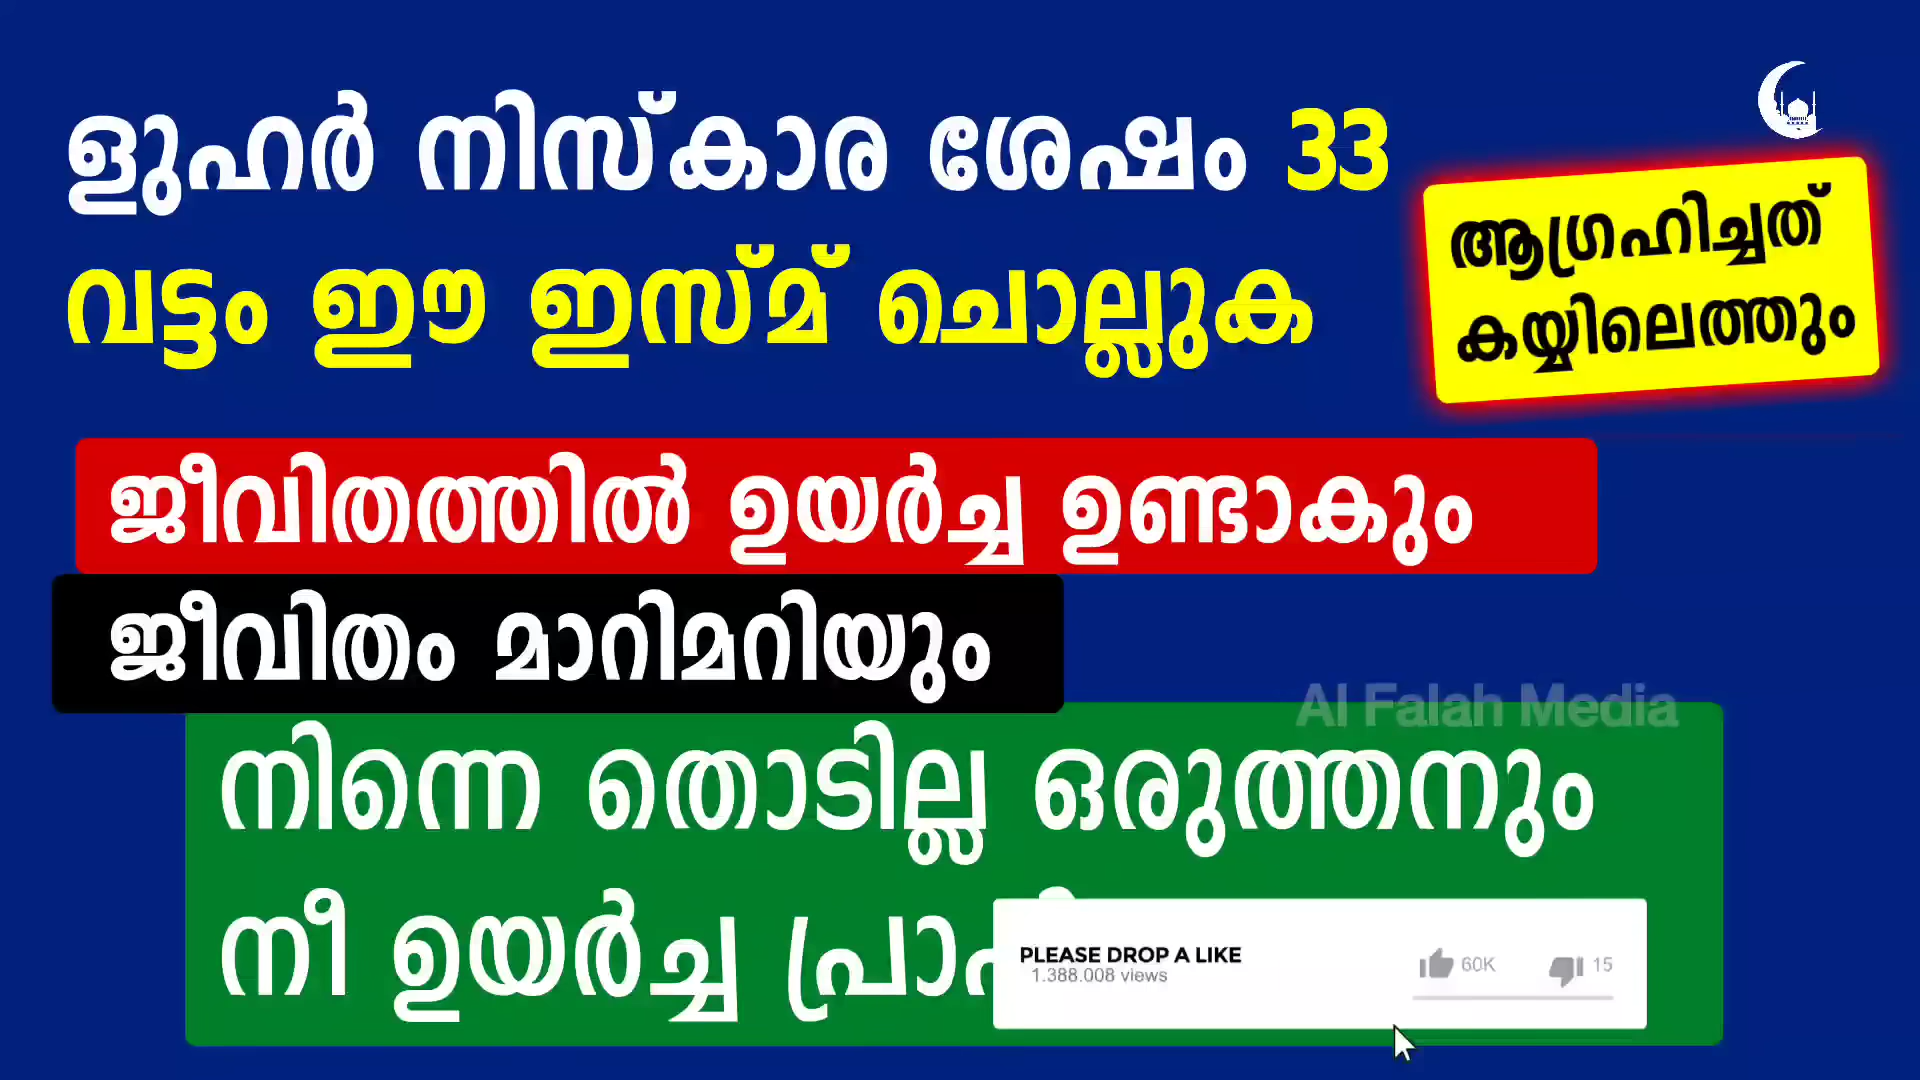 ളുഹർ നിസ്കാര ശേഷം 33
വട്ടം ഈ ഇസ്മ് ചൊല്ലുക
ആഗ്രഹിച്ചത്
കയ്യിലെത്തും
ജീവിതത്തിൽ ഉയർച്ച ഉണ്ടാകും
ജീവിതം മാറിമറിയും
Al Falah Media
നിന്നെ തൊടില്ല ഒരുത്തനും
നീ ഉയർച്ച
PLEASE DROP A LIKE
1.388.008 views
60K
15